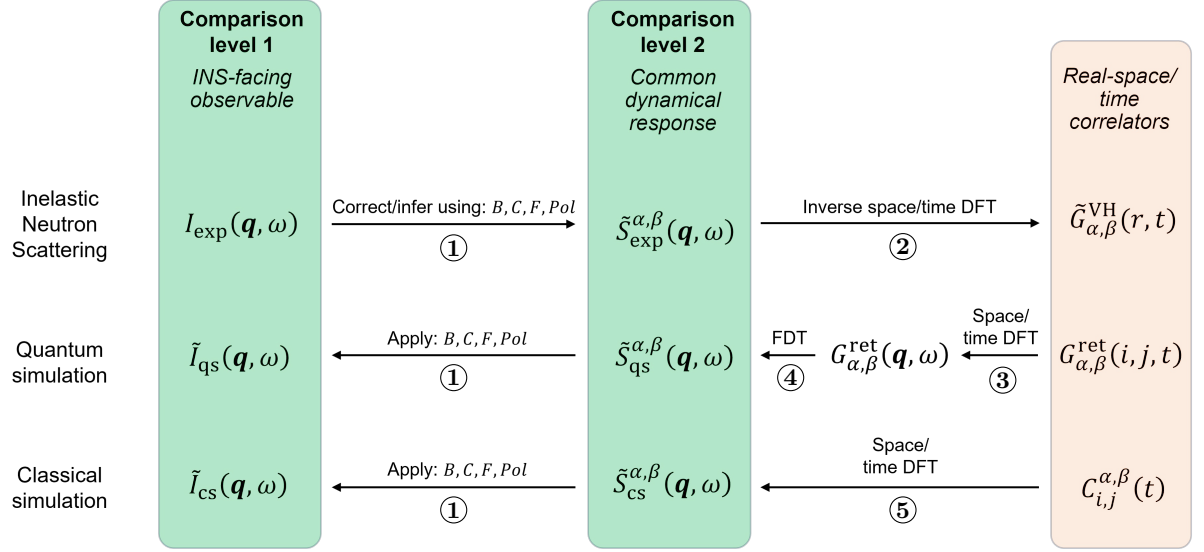 Comparison
level 1
INS-facing
observable
Comparison
level 2
Common
dynamical
response
Real-space/
time
correlators
Inelastic
Neutron
Scattering
I_exp(q, ω)
Correct/infer using: B, C, F, Pol
①
S̃_exp^{α,β}(q, ω)
Inverse space/time DFT
②
G̃_{α,β}^{VH}(r, t)
Quantum
simulation
Ĩ_qs(q, ω)
Apply: B, C, F, Pol
①
S̃_qs^{α,β}(q, ω)
FDT
④
G_{α,β}^{ret}(q, ω)
Space/
time DFT
③
G_{α,β}^{ret}(i, j, t)
Classical
simulation
Ĩ_cs(q, ω)
Apply: B, C, F, Pol
①
S̃_cs^{α,β}(q, ω)
Space/
time DFT
⑤
C_{i,j}^{α,β}(t)